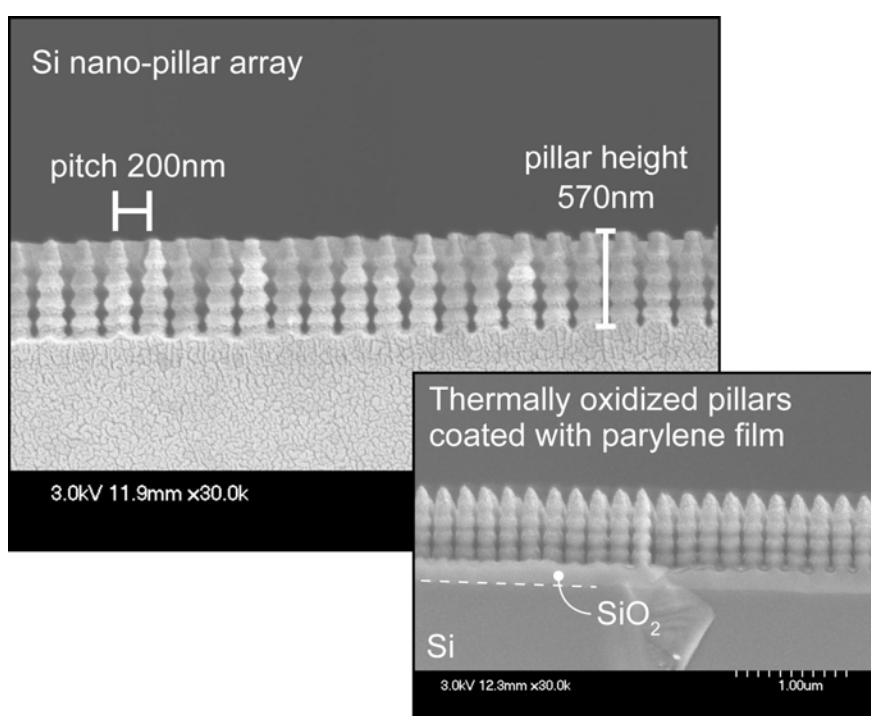 Si nano-pillar array
pitch 200nm
pillar height
570nm
3.0kV 11.9mm x30.0k
Thermally oxidized pillars
coated with parylene film
SiO₂
Si
3.0kV 12.3mm x30.0k
1.00um